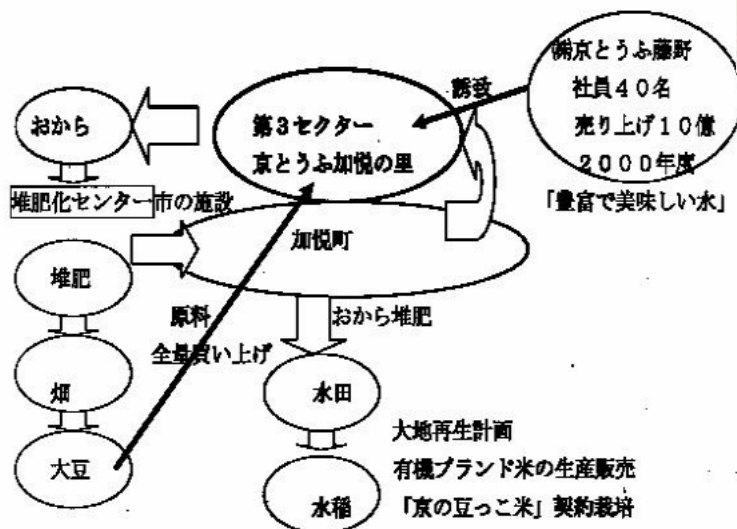 ㈱京とうふ藤野
社員40名
売り上げ10億
2000年度
「豊富で美味しい水」
誘致
第3セクター
京とうふ加悦の里
おから
堆肥化センター市の施設
加悦町
堆肥
原料
全量買い上げ
おから堆肥
畑
水田
大豆
大地再生計画
有機ブランド米の生産販売
水稲
「京の豆っこ米」契約栽培